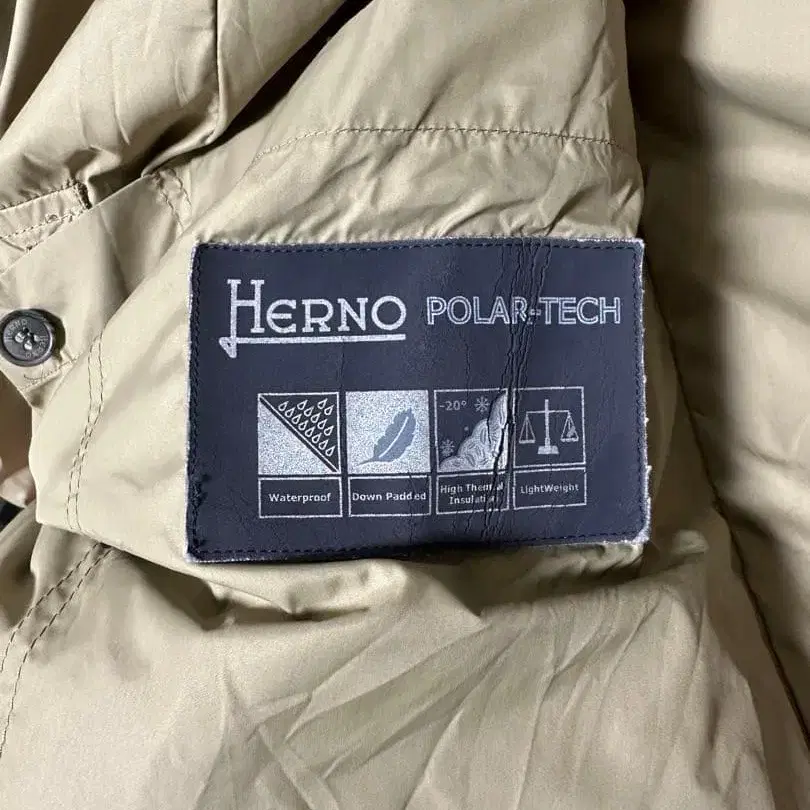 HERNO POLAR-TECH
-20°
Waterproof
Down Padded
High Thermal
Insulation
LightWeight